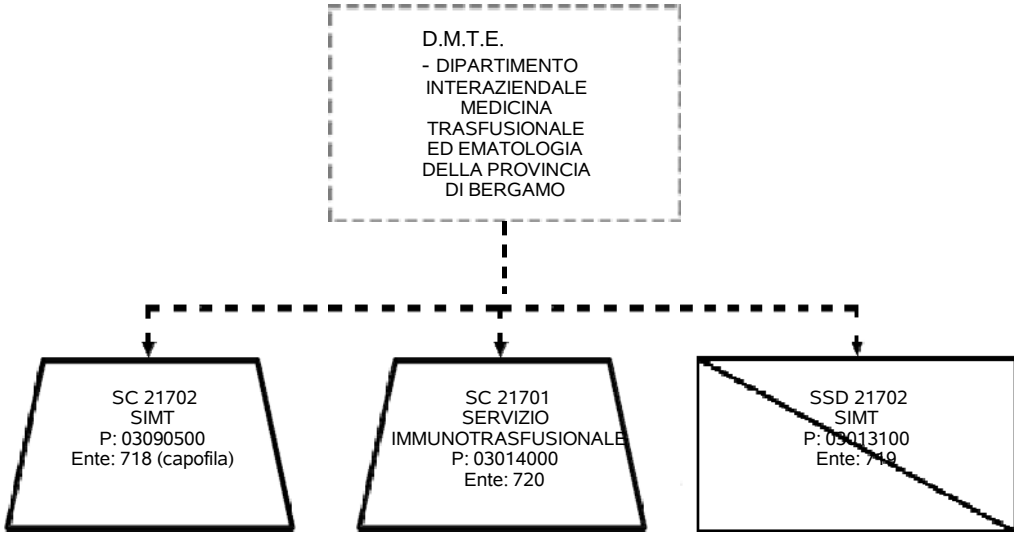 D.M.T.E.
- DIPARTIMENTO
INTERAZIENDALE
MEDICINA
TRASFUSIONALE
ED EMATOLOGIA
DELLA PROVINCIA
DI BERGAMO
SC 21702
SIMT
P: 03090500
Ente: 718 (capofila)
SC 21701
SERVIZIO
IMMUNOTRASFUSIONALE
P: 03014000
Ente: 720
SSD 21702
SIMT
P: 03013100
Ente: 719